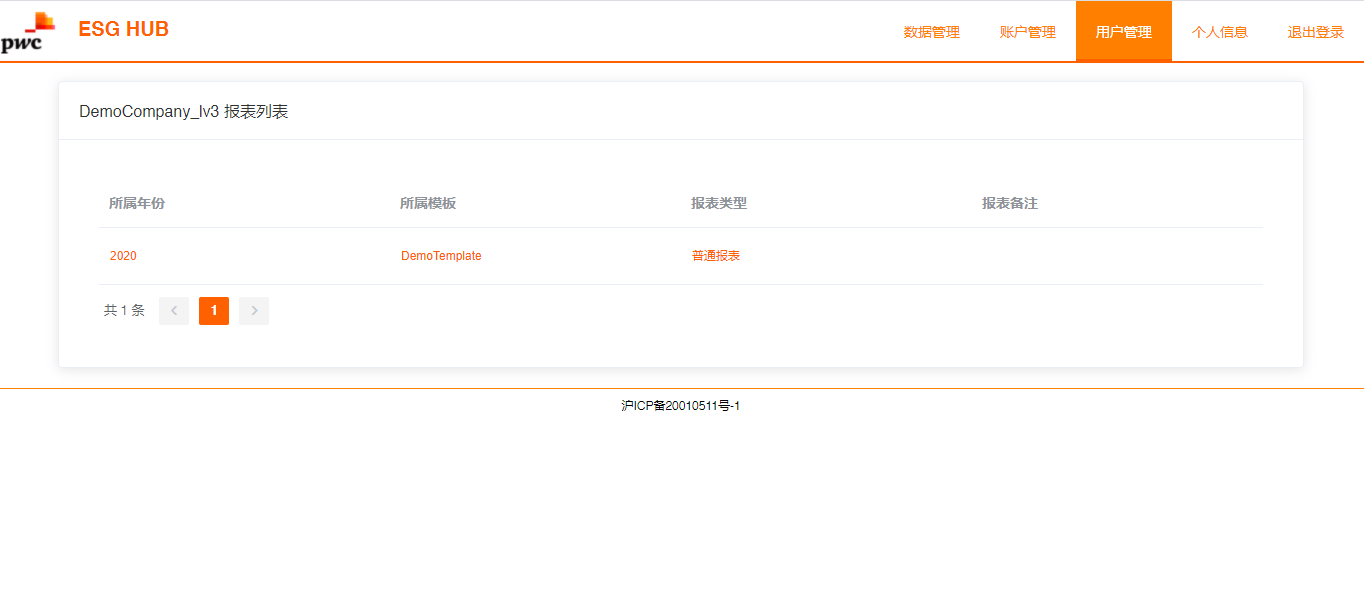 pwc
ESG HUB
数据管理 账户管理 用户管理 个人信息 退出登录
DemoCompany_lv3 报表列表
所属年份 所属模板 报表类型 报表备注
2020 DemoTemplate 普通报表
共 1 条 1
沪ICP备20010511号-1